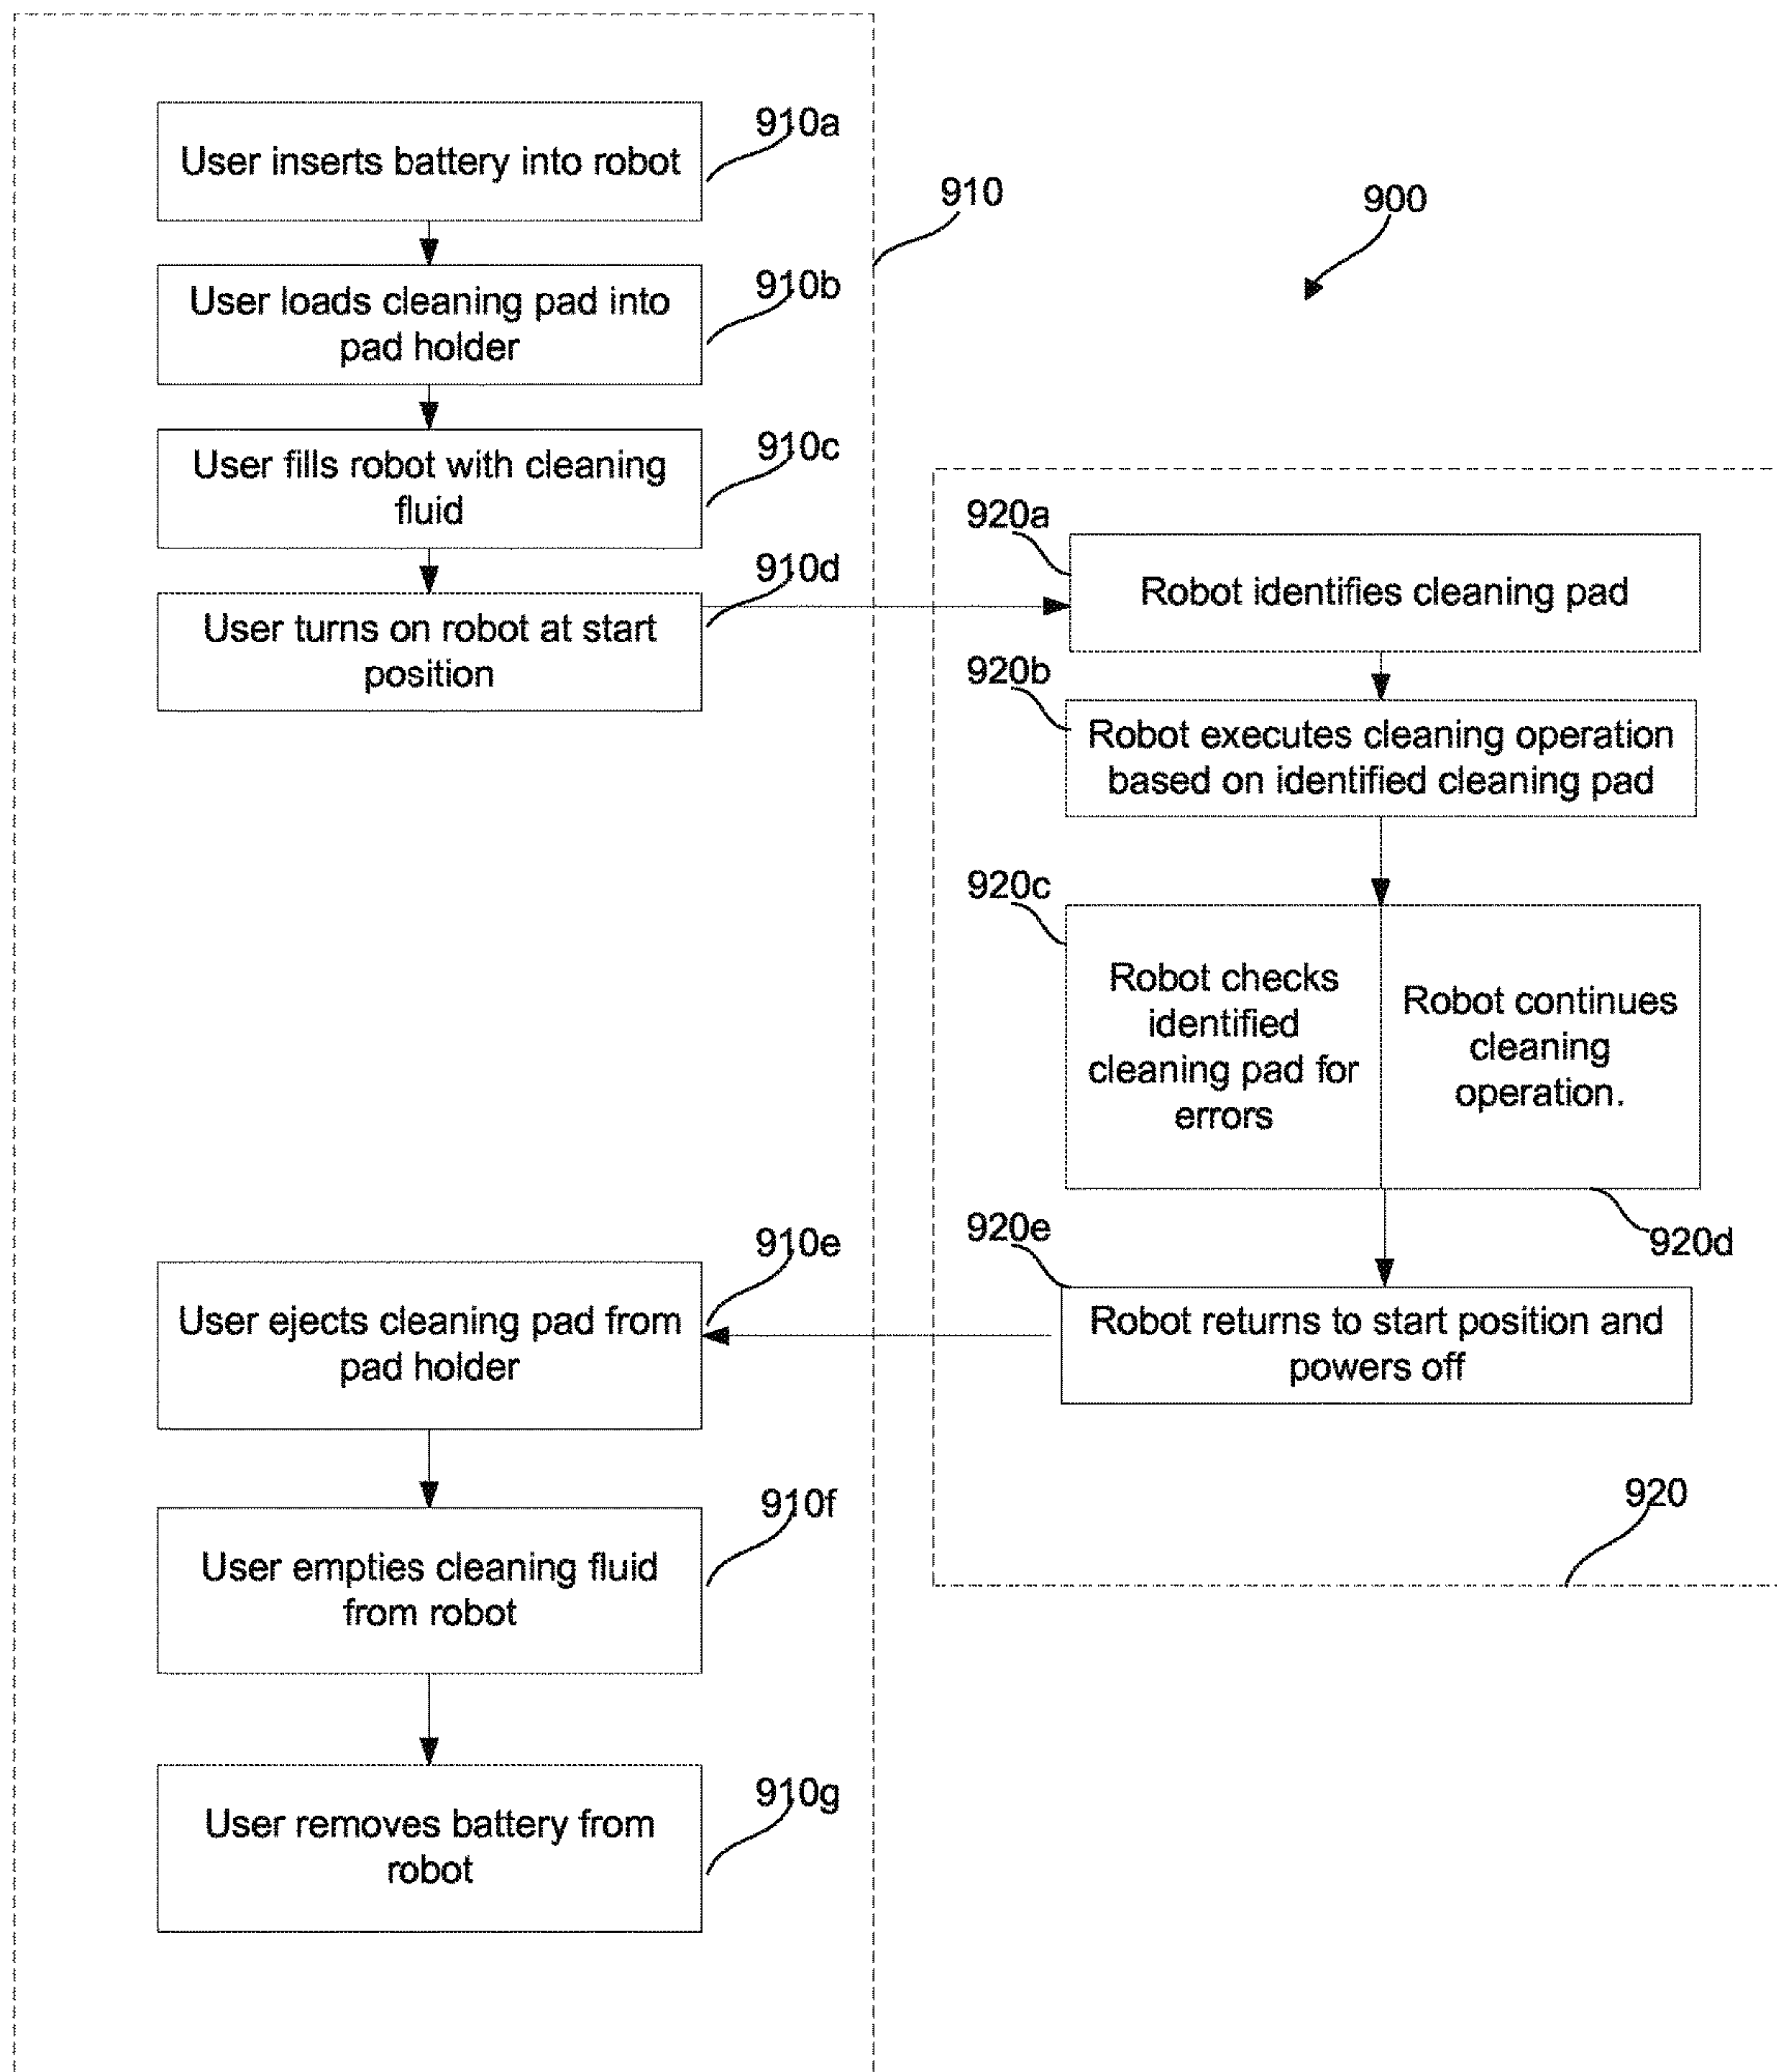 910a
User inserts battery into robot
910
900
910b
User loads cleaning pad into
pad holder
910c
User fills robot with cleaning
fluid
910d
User turns on robot at start
position
920a
Robot identifies cleaning pad
920b
Robot executes cleaning operation
based on identified cleaning pad
920c
Robot checks
identified
cleaning pad for
errors
Robot continues
cleaning
operation.
920d
920e
Robot returns to start position and
powers off
910e
User ejects cleaning pad from
pad holder
920
910f
User empties cleaning fluid
from robot
910g
User removes battery from
robot